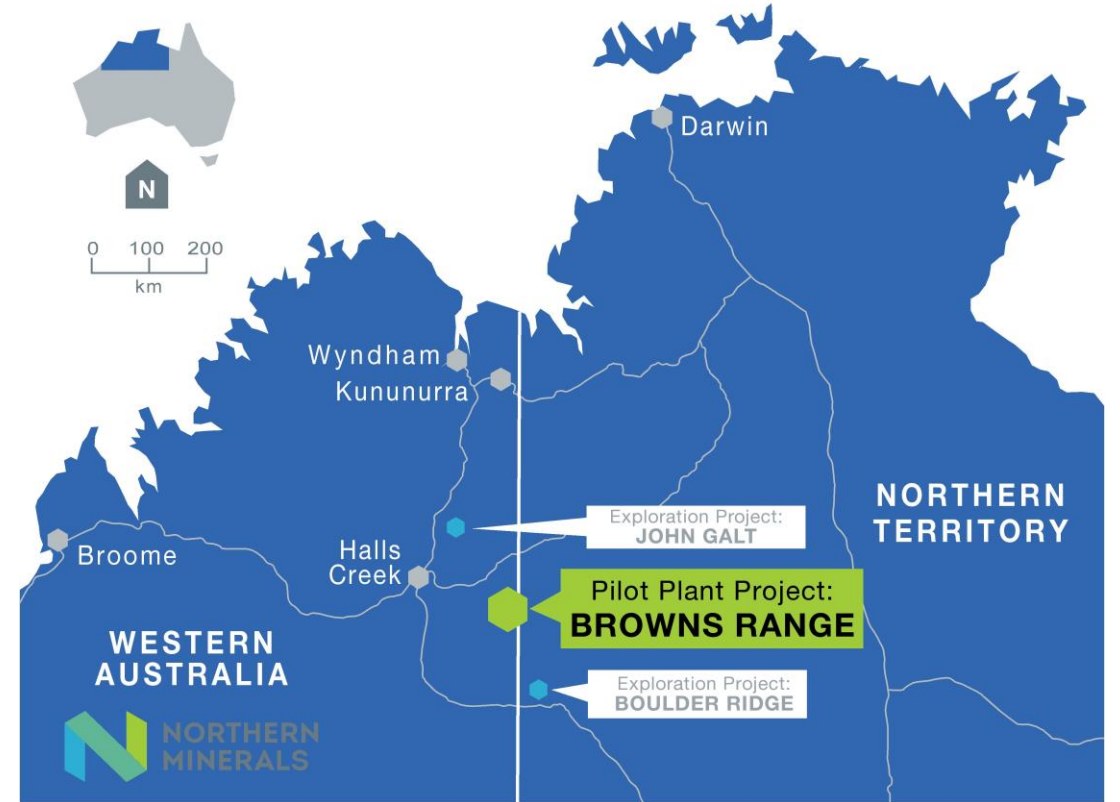 N
0 100 200
km
Darwin
Wyndham
Kununurra
Broome
Halls
Creek
Exploration Project:
JOHN GALT
Pilot Plant Project:
BROWNS RANGE
Exploration Project:
BOULDER RIDGE
NORTHERN
TERRITORY
WESTERN
AUSTRALIA
NORTHERN
MINERALS